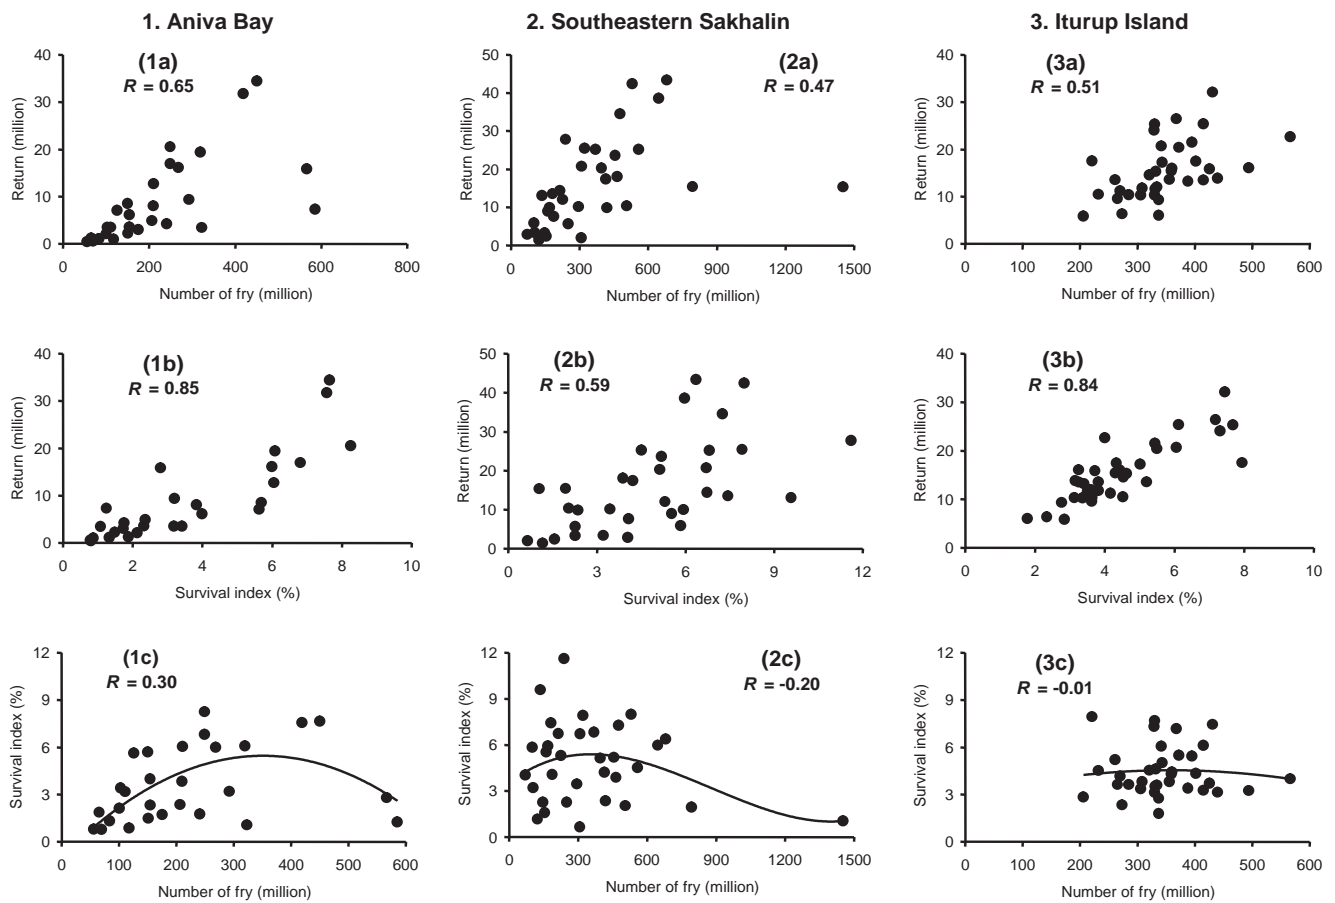 1. Aniva Bay
2. Southeastern Sakhalin
3. Iturup Island
(1a)
R = 0.65
Return (million)
40
30
20
10
0
0 200 400 600 800
Number of fry (million)
(2a)
R = 0.47
Return (million)
50
40
30
20
10
0
0 300 600 900 1200 1500
Number of fry (million)
(3a)
R = 0.51
Return (million)
40
30
20
10
0
0 100 200 300 400 500 600
Number of fry (million)
(1b)
R = 0.85
Return (million)
40
30
20
10
0
0 2 4 6 8 10
Survival index (%)
(2b)
R = 0.59
Return (million)
50
40
30
20
10
0
0 3 6 9 12
Survival index (%)
(3b)
R = 0.84
Return (million)
40
30
20
10
0
0 2 4 6 8 10
Survival index (%)
(1c)
R = 0.30
Survival index (%)
12
9
6
3
0
0 100 200 300 400 500 600
Number of fry (million)
(2c)
R = -0.20
Survival index (%)
12
9
6
3
0
0 300 600 900 1200 1500
Number of fry (million)
(3c)
R = -0.01
Survival index (%)
12
9
6
3
0
0 100 200 300 400 500 600
Number of fry (million)